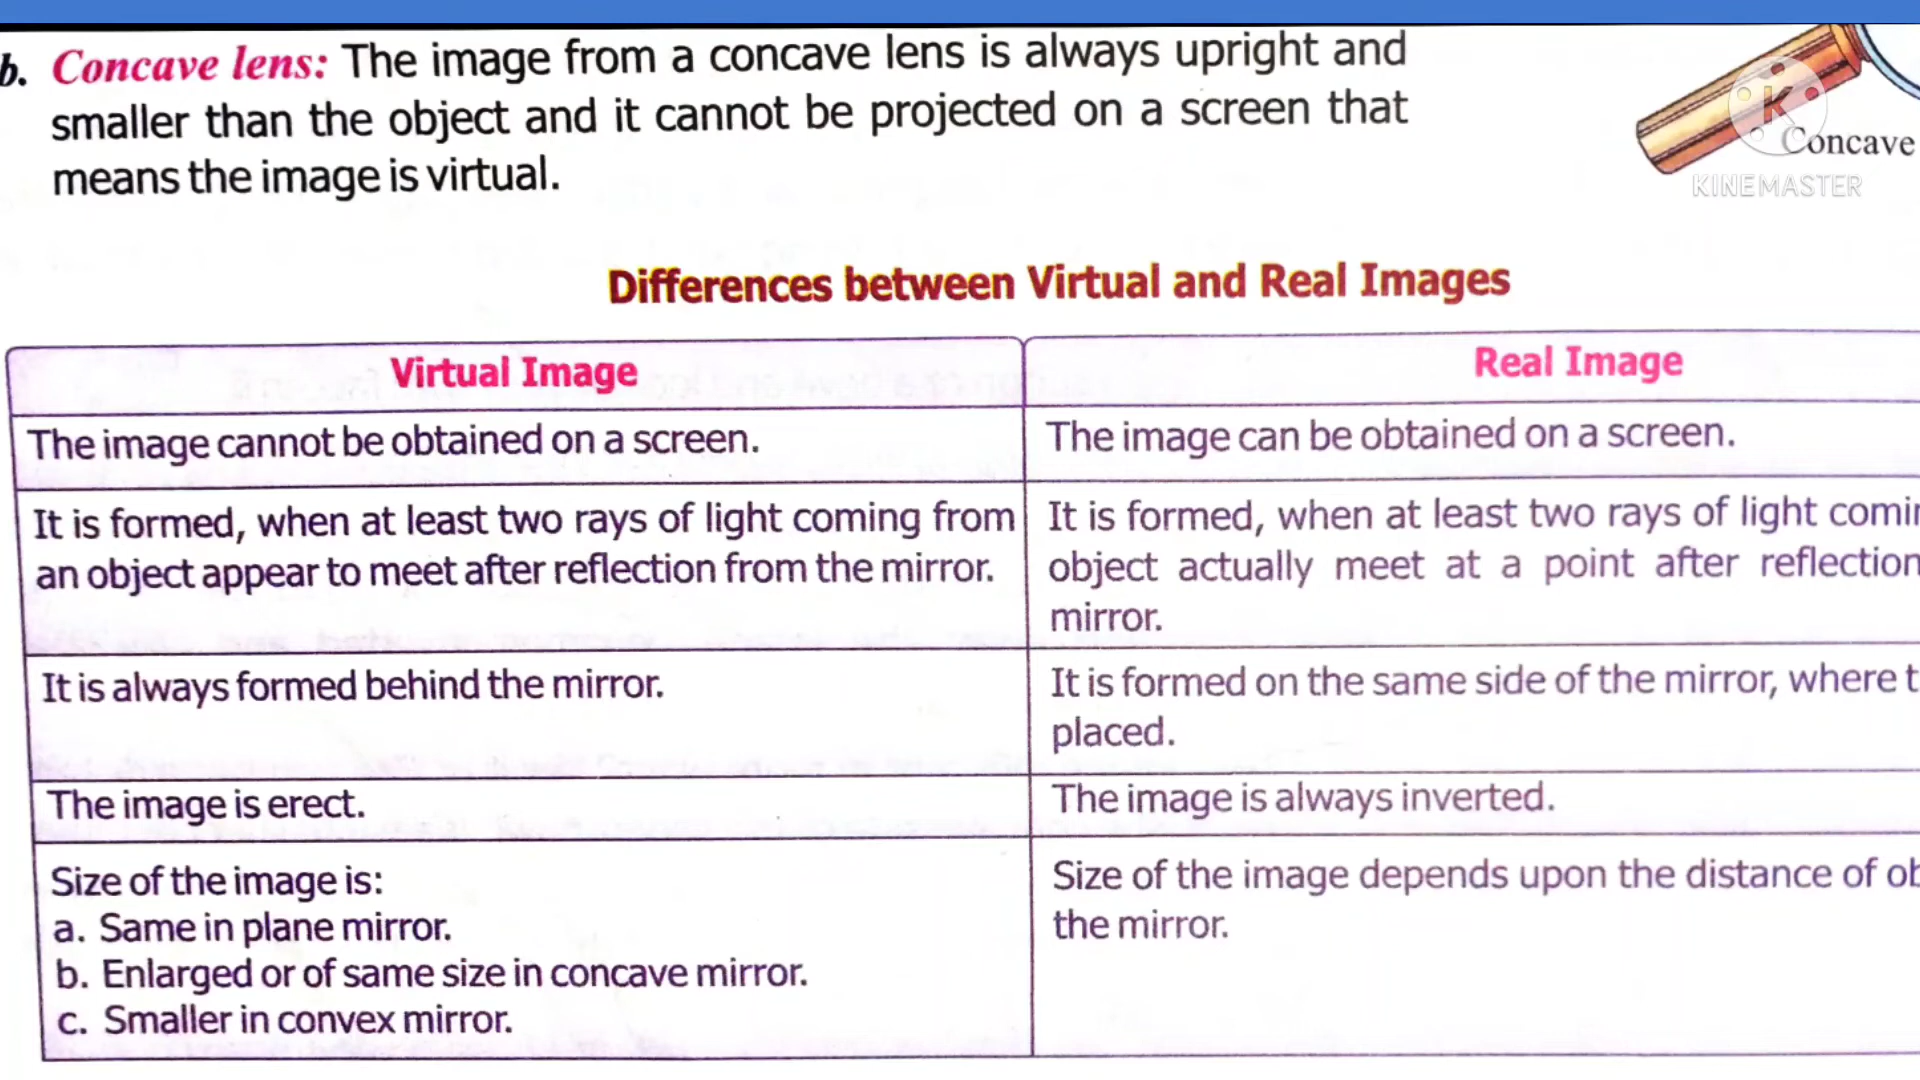 b. Concave lens: The image from a concave lens is always upright and
smaller than the object and it cannot be projected on a screen that
means the image is virtual.
Concave
KINEMASTER
Differences between Virtual and Real Images
Virtual Image
Real Image
The image cannot be obtained on a screen.
The image can be obtained on a screen.
It is formed, when at least two rays of light coming from
an object appear to meet after reflection from the mirror.
It is formed, when at least two rays of light
object actually meet at a point after reflection
mirror.
It is always formed behind the mirror.
It is formed on the same side of the mirror, where
placed.
The image is erect.
The image is always inverted.
Size of the image is:
a. Same in plane mirror.
b. Enlarged or of same size in concave mirror.
c. Smaller in convex mirror.
Size of the image depends upon the distance of
the mirror.